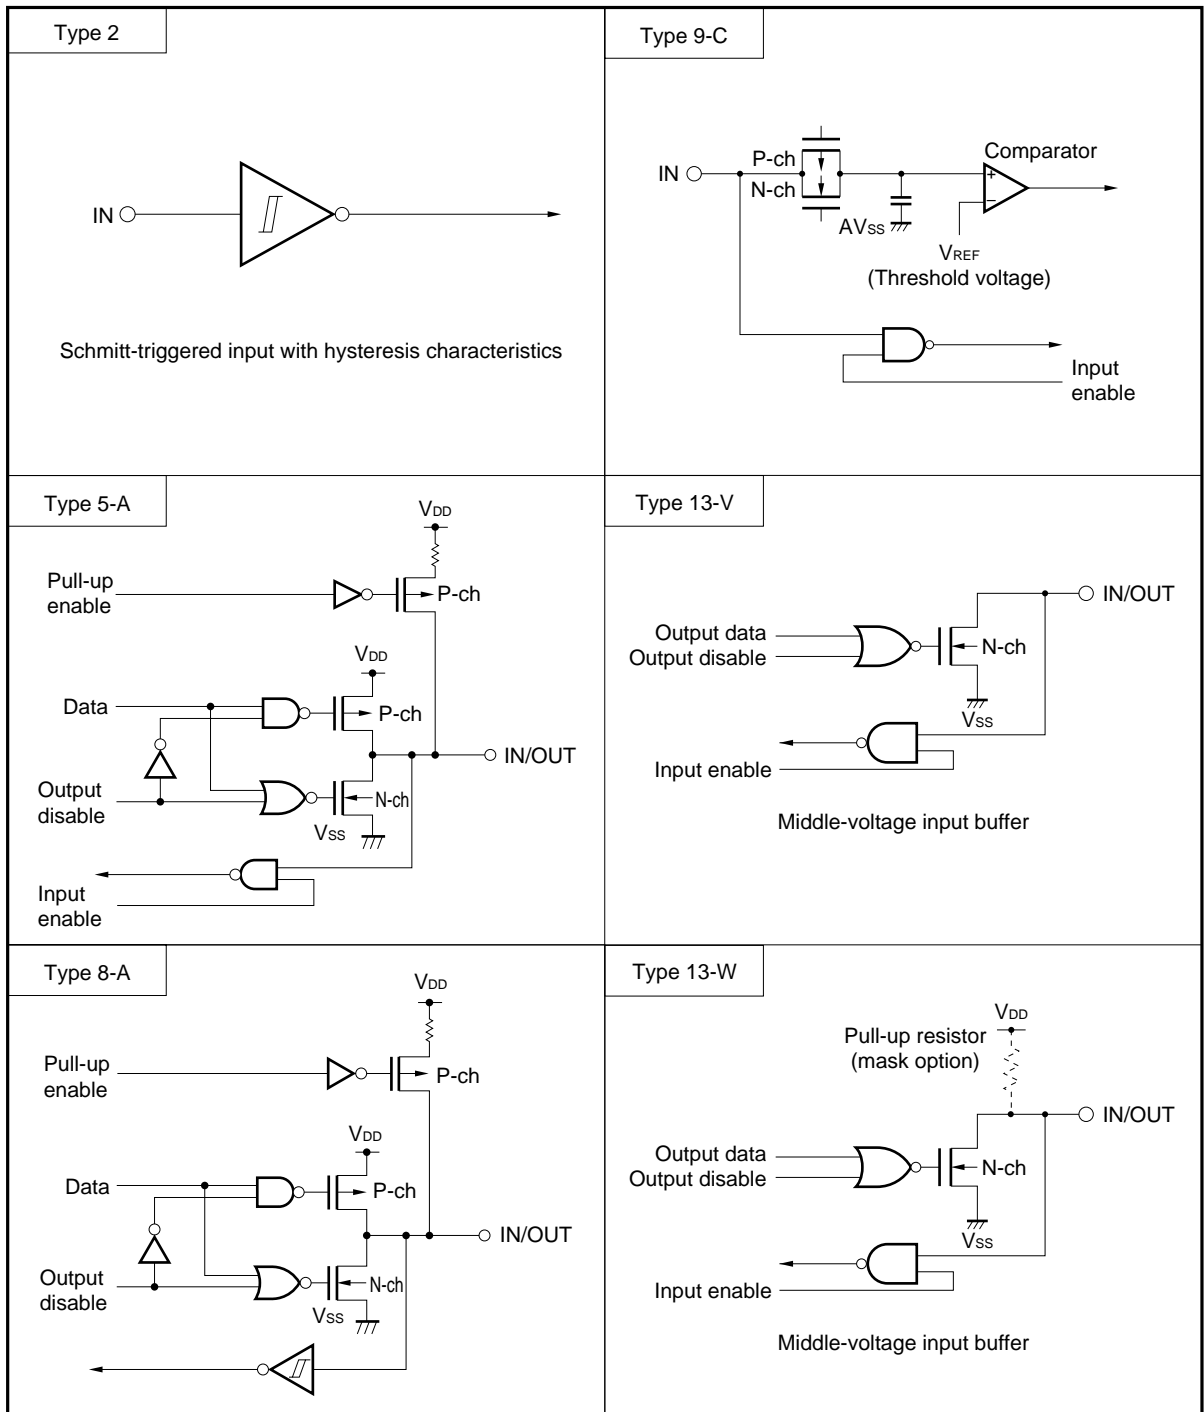 Type 2
IN
Schmitt-triggered input with hysteresis characteristics
Type 9-C
IN
P-ch
N-ch
Comparator
+
−
AVSS
VREF
(Threshold voltage)
Input
enable
Type 5-A
VDD
Pull-up
enable
P-ch
VDD
Data
P-ch
IN/OUT
Output
disable
N-ch
VSS
Input
enable
Type 13-V
IN/OUT
Output data
Output disable
N-ch
VSS
Input enable
Middle-voltage input buffer
Type 8-A
VDD
Pull-up
enable
P-ch
VDD
Data
P-ch
IN/OUT
Output
disable
N-ch
VSS
Type 13-W
VDD
Pull-up resistor
(mask option)
IN/OUT
Output data
Output disable
N-ch
VSS
Input enable
Middle-voltage input buffer